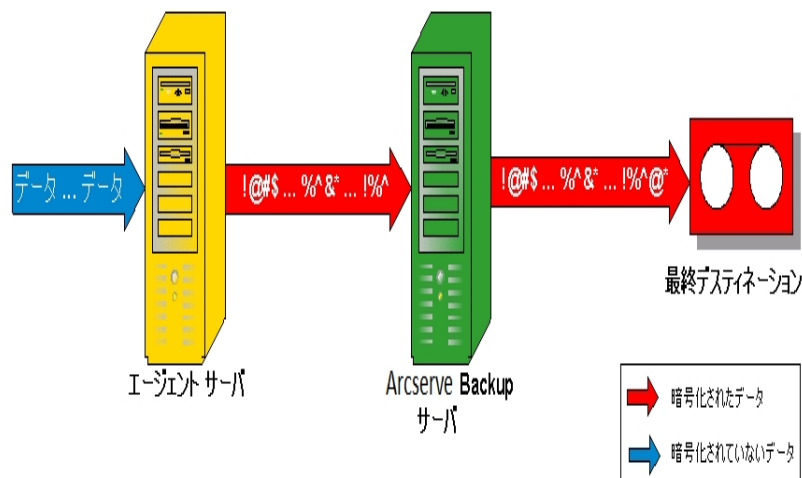 データ ... データ
!@#$ ... %^&* ... !%^
!@#$ ... %^&* ... !%^@*
最終デスティネーション
エージェント サーバ
Arcserve Backup
サーバ
暗号化されたデータ
暗号化されていないデータ